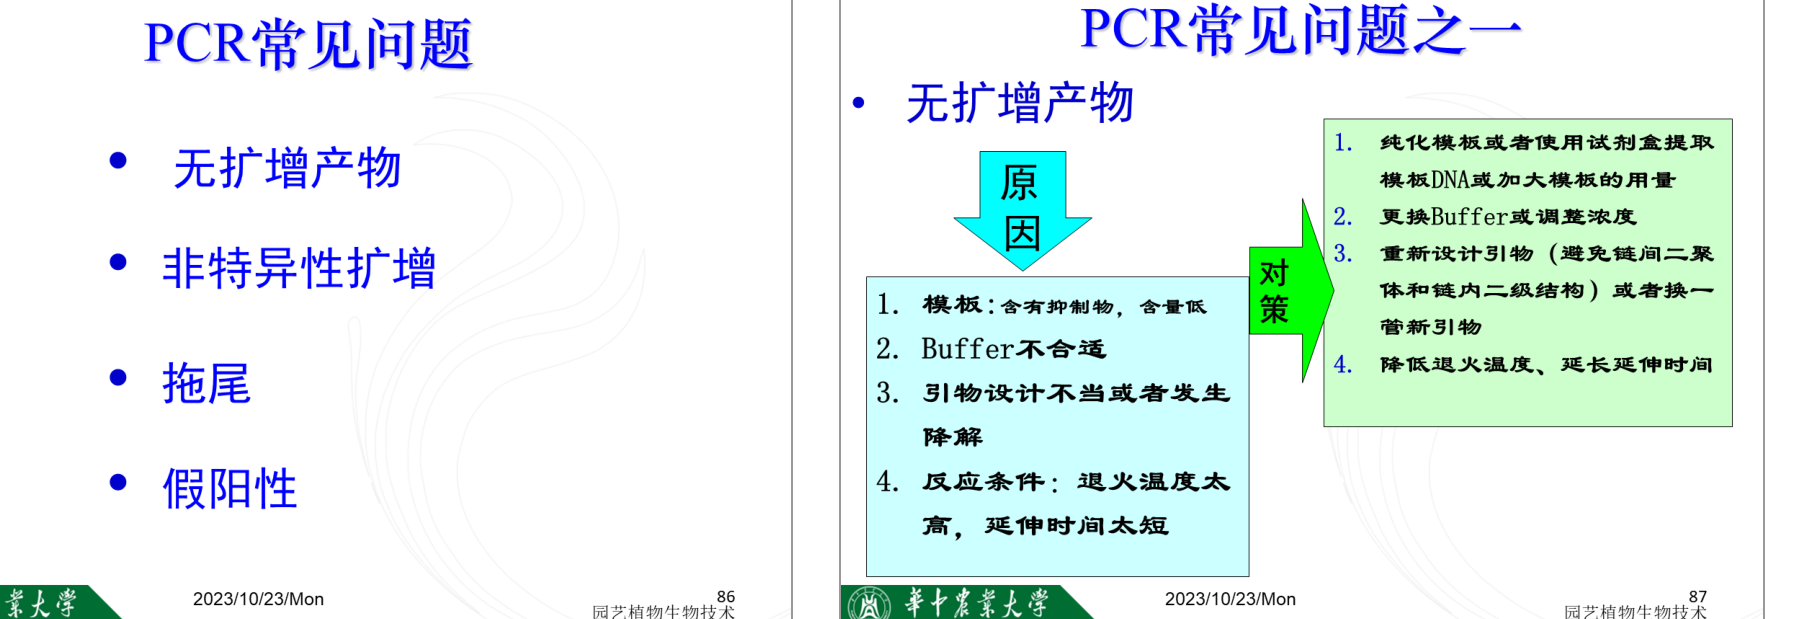 PCR常见问题
• 无扩增产物
• 非特异性扩增
• 拖尾
• 假阳性
業大学
2023/10/23/Mon
86
园艺植物生物技术
PCR常见问题之一
• 无扩增产物
原
因
1. 模板:含有抑制物，含量低
2. Buffer不合适
3. 引物设计不当或者发生
降解
4. 反应条件：退火温度太
高，延伸时间太短
对
策
1. 纯化模板或者使用试剂盒提取
模板DNA或加大模板的用量
2. 更换Buffer或调整浓度
3. 重新设计引物（避免链间二聚
体和链内二级结构）或者换一
管新引物
4. 降低退火温度、延长延伸时间
華中农業大学
2023/10/23/Mon
87
园艺植物生物技术